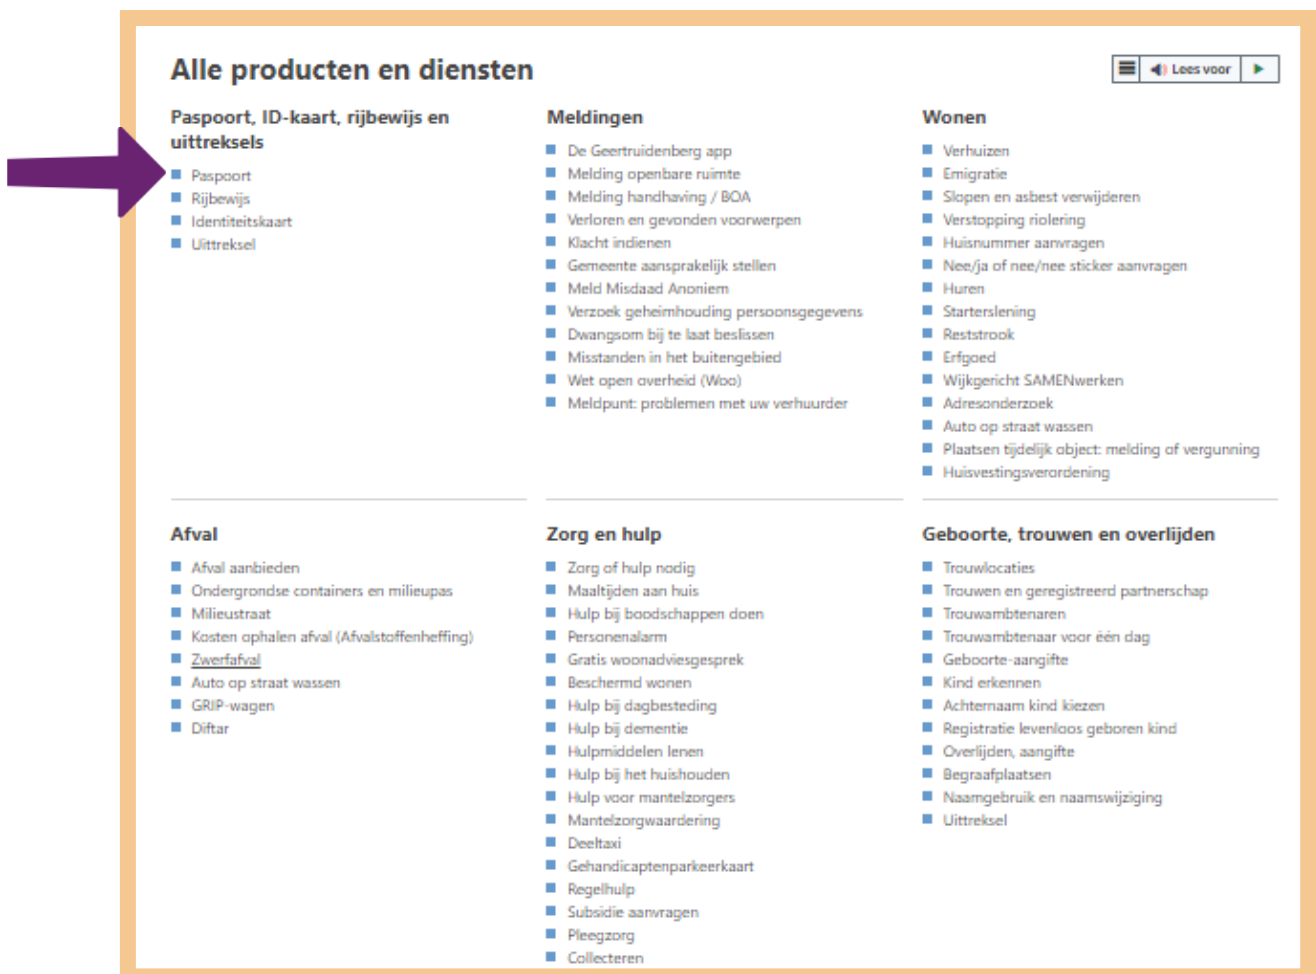 Alle producten en diensten
Lees voor
Paspoort, ID-kaart, rijbewijs en
uittreksels
Paspoort
Rijbewijs
Identiteitskaart
Uittreksel
Meldingen
De Geertruidenberg app
Melding openbare ruimte
Melding handhaving / BOA
Verloren en gevonden voorwerpen
Klacht indienen
Gemeente aansprakelijk stellen
Meld Misdaad Anoniem
Verzoek geheimhouding persoonsgegevens
Dwangsom bij te laat beslissen
Misstanden in het buitengebied
Wet open overheid (Woo)
Meldpunt: problemen met uw verhuurder
Wonen
Verhuizen
Emigratie
Slopen en asbest verwijderen
Verstopping riolering
Huisnummer aanvragen
Nee/ja of nee/nee sticker aanvragen
Huren
Starterslening
Reststrook
Erfgoed
Wijkgericht SAMENwerken
Adresonderzoek
Auto op straat wassen
Plaatsen tijdelijk object: melding of vergunning
Huisvestingsverordening
Afval
Afval aanbieden
Ondergrondse containers en milieupas
Milieustraat
Kosten ophalen afval (Afvalstoffenheffing)
Zwerfafval
Auto op straat wassen
GRIP-wagen
Diftar
Zorg en hulp
Zorg of hulp nodig
Maaltijden aan huis
Hulp bij boodschappen doen
Personenalarm
Gratis woonadviesgesprek
Beschermd wonen
Hulp bij dagbesteding
Hulp bij dementie
Hulpmiddelen lenen
Hulp bij het huishouden
Hulp voor mantelzorgers
Mantelzorgwaardering
Deeltaxi
Gehandicaptenparkeerkaart
Regelhulp
Subsidie aanvragen
Pleegzorg
Collecteren
Geboorte, trouwen en overlijden
Trouwlocaties
Trouwen en geregistreerd partnerschap
Trouwambtenaren
Trouwambtenaar voor één dag
Geboorte-aangifte
Kind erkennen
Achternaam kind kiezen
Registratie levenloos geboren kind
Overlijden, aangifte
Begraafplaatsen
Naamgebruik en naamswijziging
Uittreksel